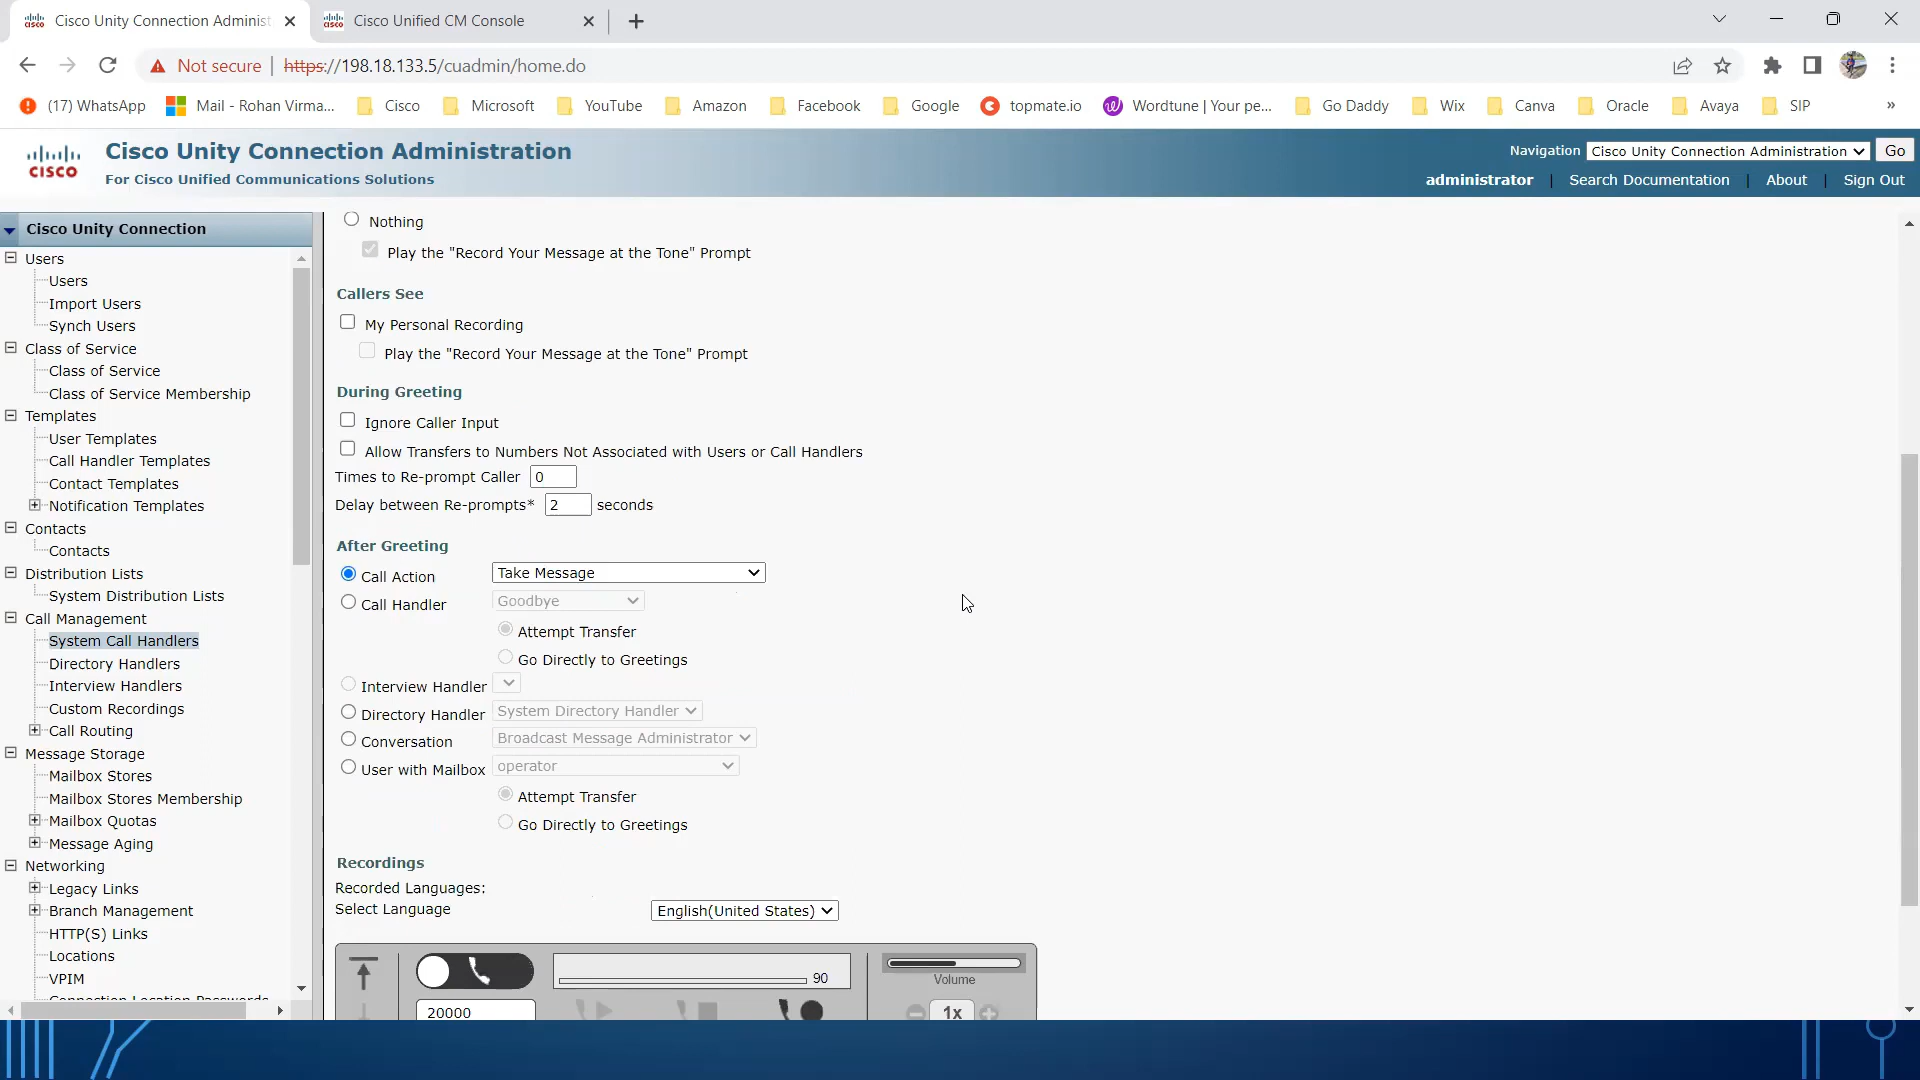 Cisco Unity Connection Administ
Cisco Unified CM Console
Not secure | https://198.18.133.5/cuadmin/home.do
(17) WhatsApp
Mail - Rohan Virma...
Cisco
Microsoft
YouTube
Amazon
Facebook
Google
topmate.io
Wordtune | Your pe...
Go Daddy
Wix
Canva
Oracle
Avaya
SIP
»
CISCO
Cisco Unity Connection Administration
For Cisco Unified Communications Solutions
Navigation Cisco Unity Connection Administration Go
administrator | Search Documentation | About | Sign Out
Cisco Unity Connection
Users
Users
Import Users
Synch Users
Class of Service
Class of Service
Class of Service Membership
Templates
User Templates
Call Handler Templates
Contact Templates
Notification Templates
Contacts
Contacts
Distribution Lists
System Distribution Lists
Call Management
System Call Handlers
Directory Handlers
Interview Handlers
Custom Recordings
Call Routing
Message Storage
Mailbox Stores
Mailbox Stores Membership
Mailbox Quotas
Message Aging
Networking
Legacy Links
Branch Management
HTTP(S) Links
Locations
VPIM
Connection Location Passwords
Nothing
Play the "Record Your Message at the Tone" Prompt
Callers See
My Personal Recording
Play the "Record Your Message at the Tone" Prompt
During Greeting
Ignore Caller Input
Allow Transfers to Numbers Not Associated with Users or Call Handlers
Times to Re-prompt Caller 0
Delay between Re-prompts* 2 seconds
After Greeting
Call Action Take Message
Call Handler Goodbye
Attempt Transfer
Go Directly to Greetings
Interview Handler
Directory Handler System Directory Handler
Conversation Broadcast Message Administrator
User with Mailbox operator
Attempt Transfer
Go Directly to Greetings
Recordings
Recorded Languages:
Select Language English(United States)
90
Volume
20000
1x